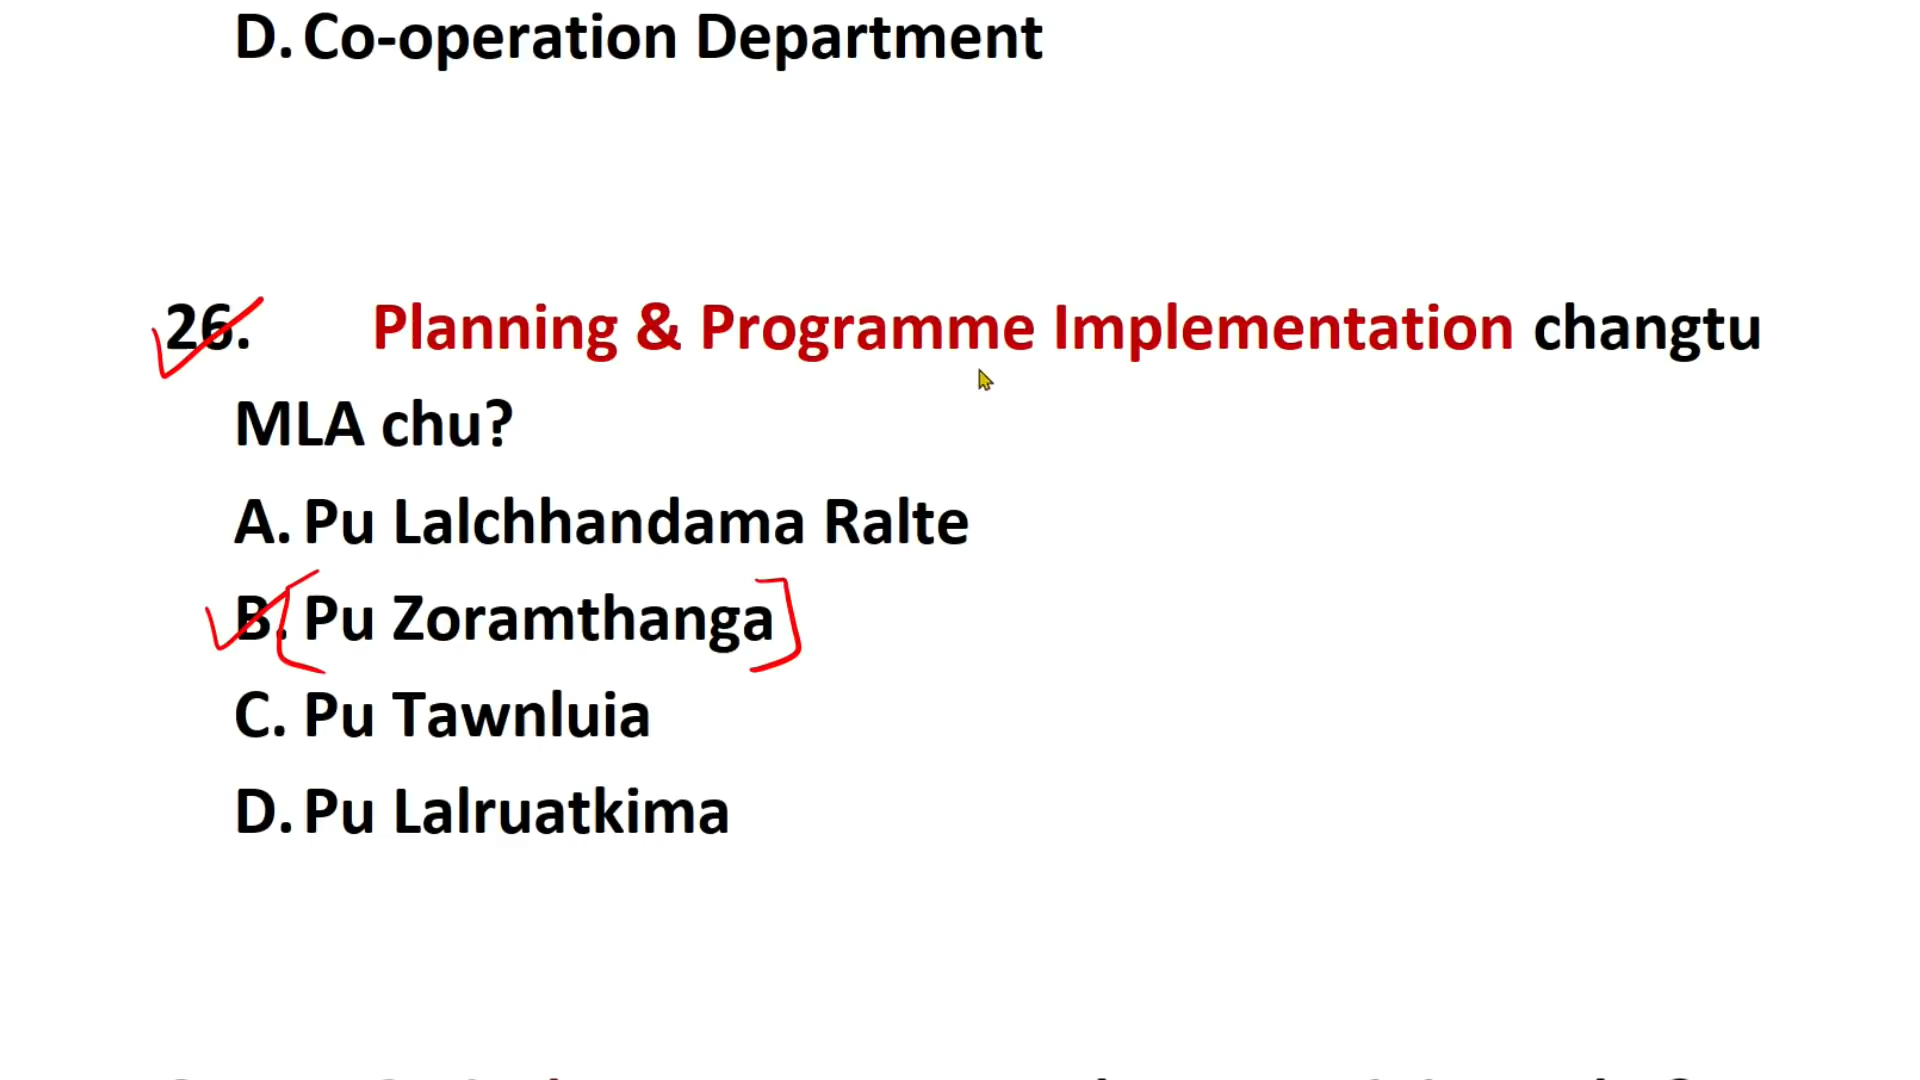 D. Co-operation Department
26. Planning & Programme Implementation changtu
MLA chu?
A. Pu Lalchhandama Ralte
B. Pu Zoramthanga
C. Pu Tawnluia
D. Pu Lalruatkima